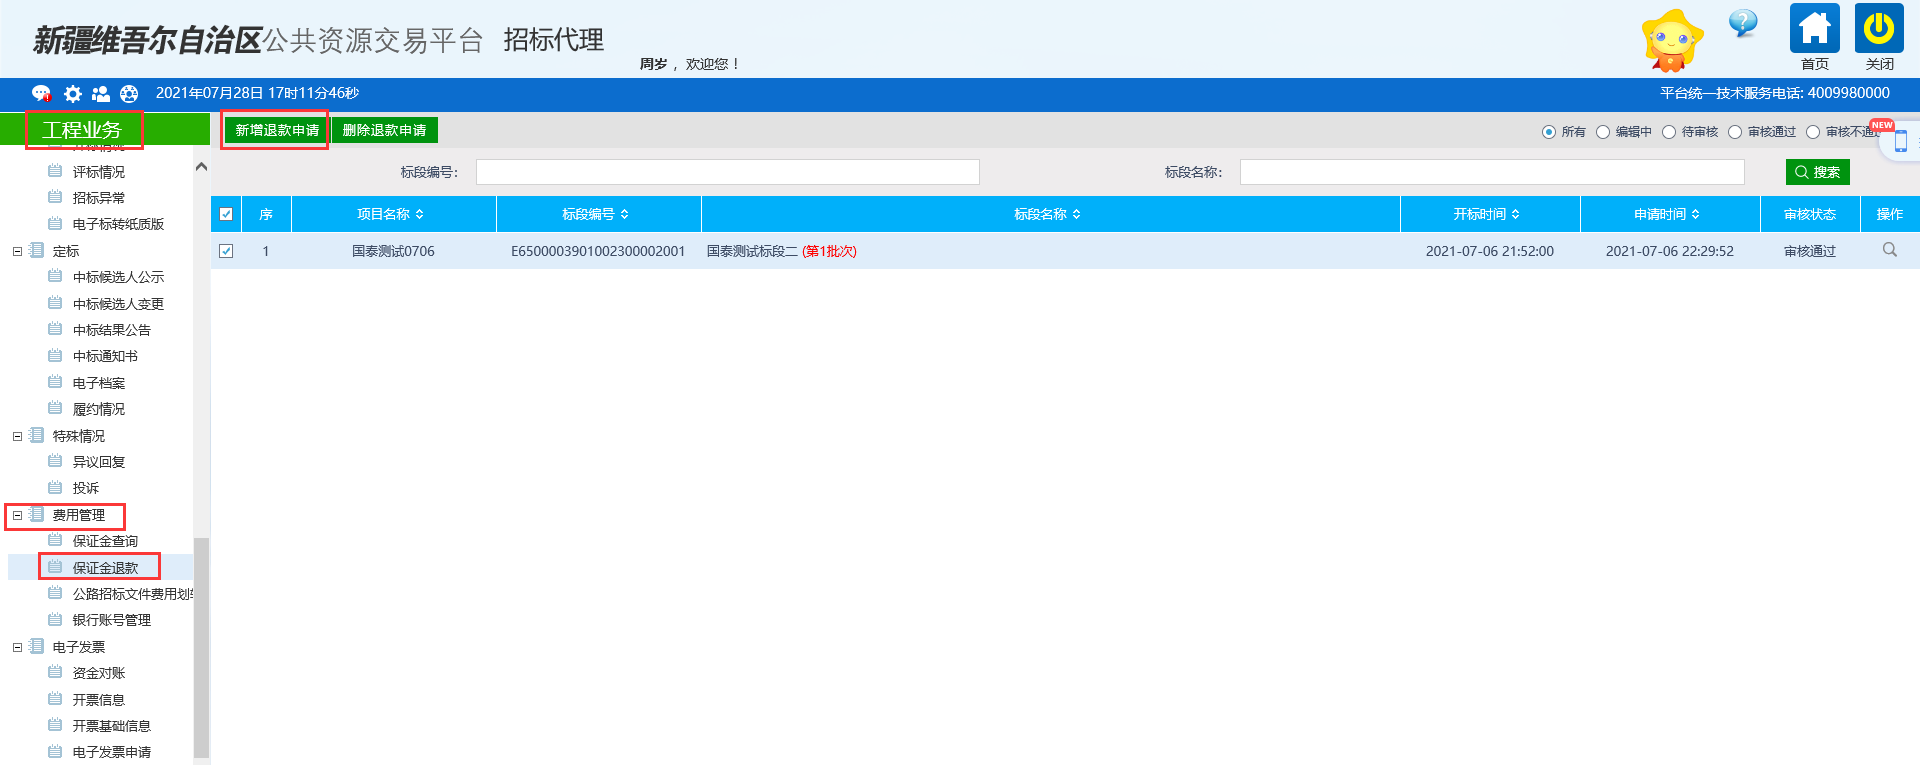 新疆维吾尔自治区公共资源交易平台 招标代理
周岁 ，欢迎您！
首页
关闭
2021年07月28日 17时11分46秒
平台统一技术服务电话: 4009980000
工程业务
新增退款申请
删除退款申请
所有 编辑中 待审核 审核通过 审核不通
NEW
标段编号：
标段名称：
搜索
序 项目名称 标段编号 标段名称 开标时间 申请时间 审核状态 操作
1 国泰测试0706 E6500003901002300002001 国泰测试标段二 (第1批次) 2021-07-06 21:52:00 2021-07-06 22:29:52 审核通过
评标情况
招标异常
电子标转纸质版
定标
中标候选人公示
中标候选人变更
中标结果公告
中标通知书
电子档案
履约情况
特殊情况
异议回复
投诉
费用管理
保证金查询
保证金退款
公路招标文件费用划
银行账号管理
电子发票
资金对账
开票信息
开票基础信息
电子发票申请